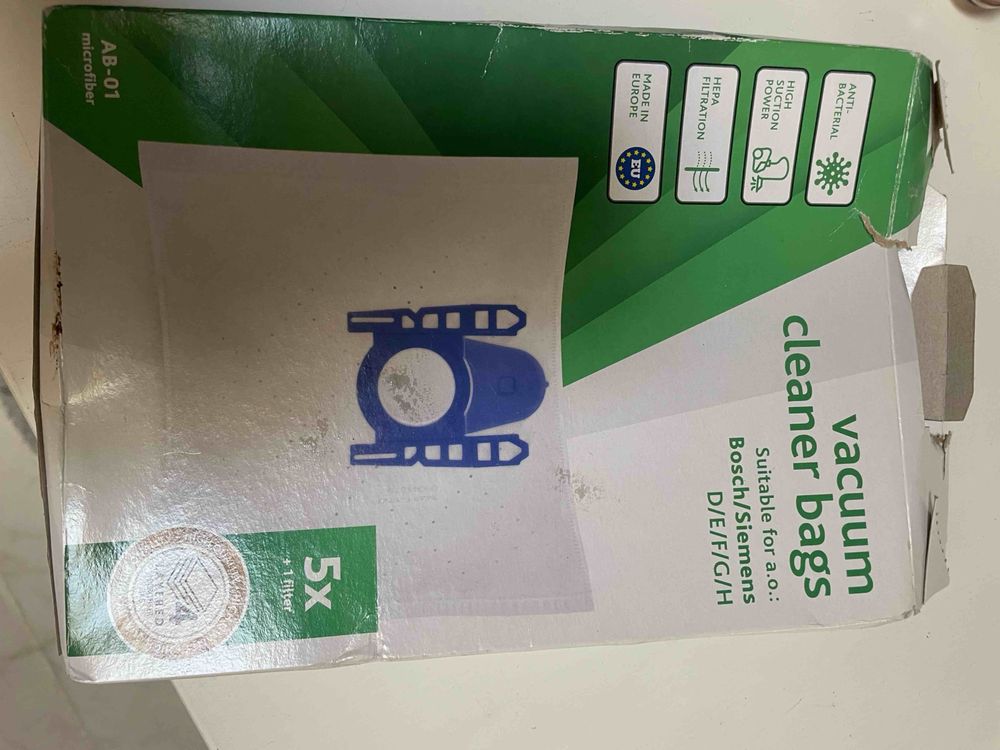 vacuum
cleaner bags
Suitable for a.o.:
Bosch/Siemens
D/E/F/G/H
ANTI-
BACTERIAL
HIGH
SUCTION
POWER
HEPA
FILTRATION
MADE IN
EUROPE
EU
5x
+ 1 filter
AB-01
microfiber